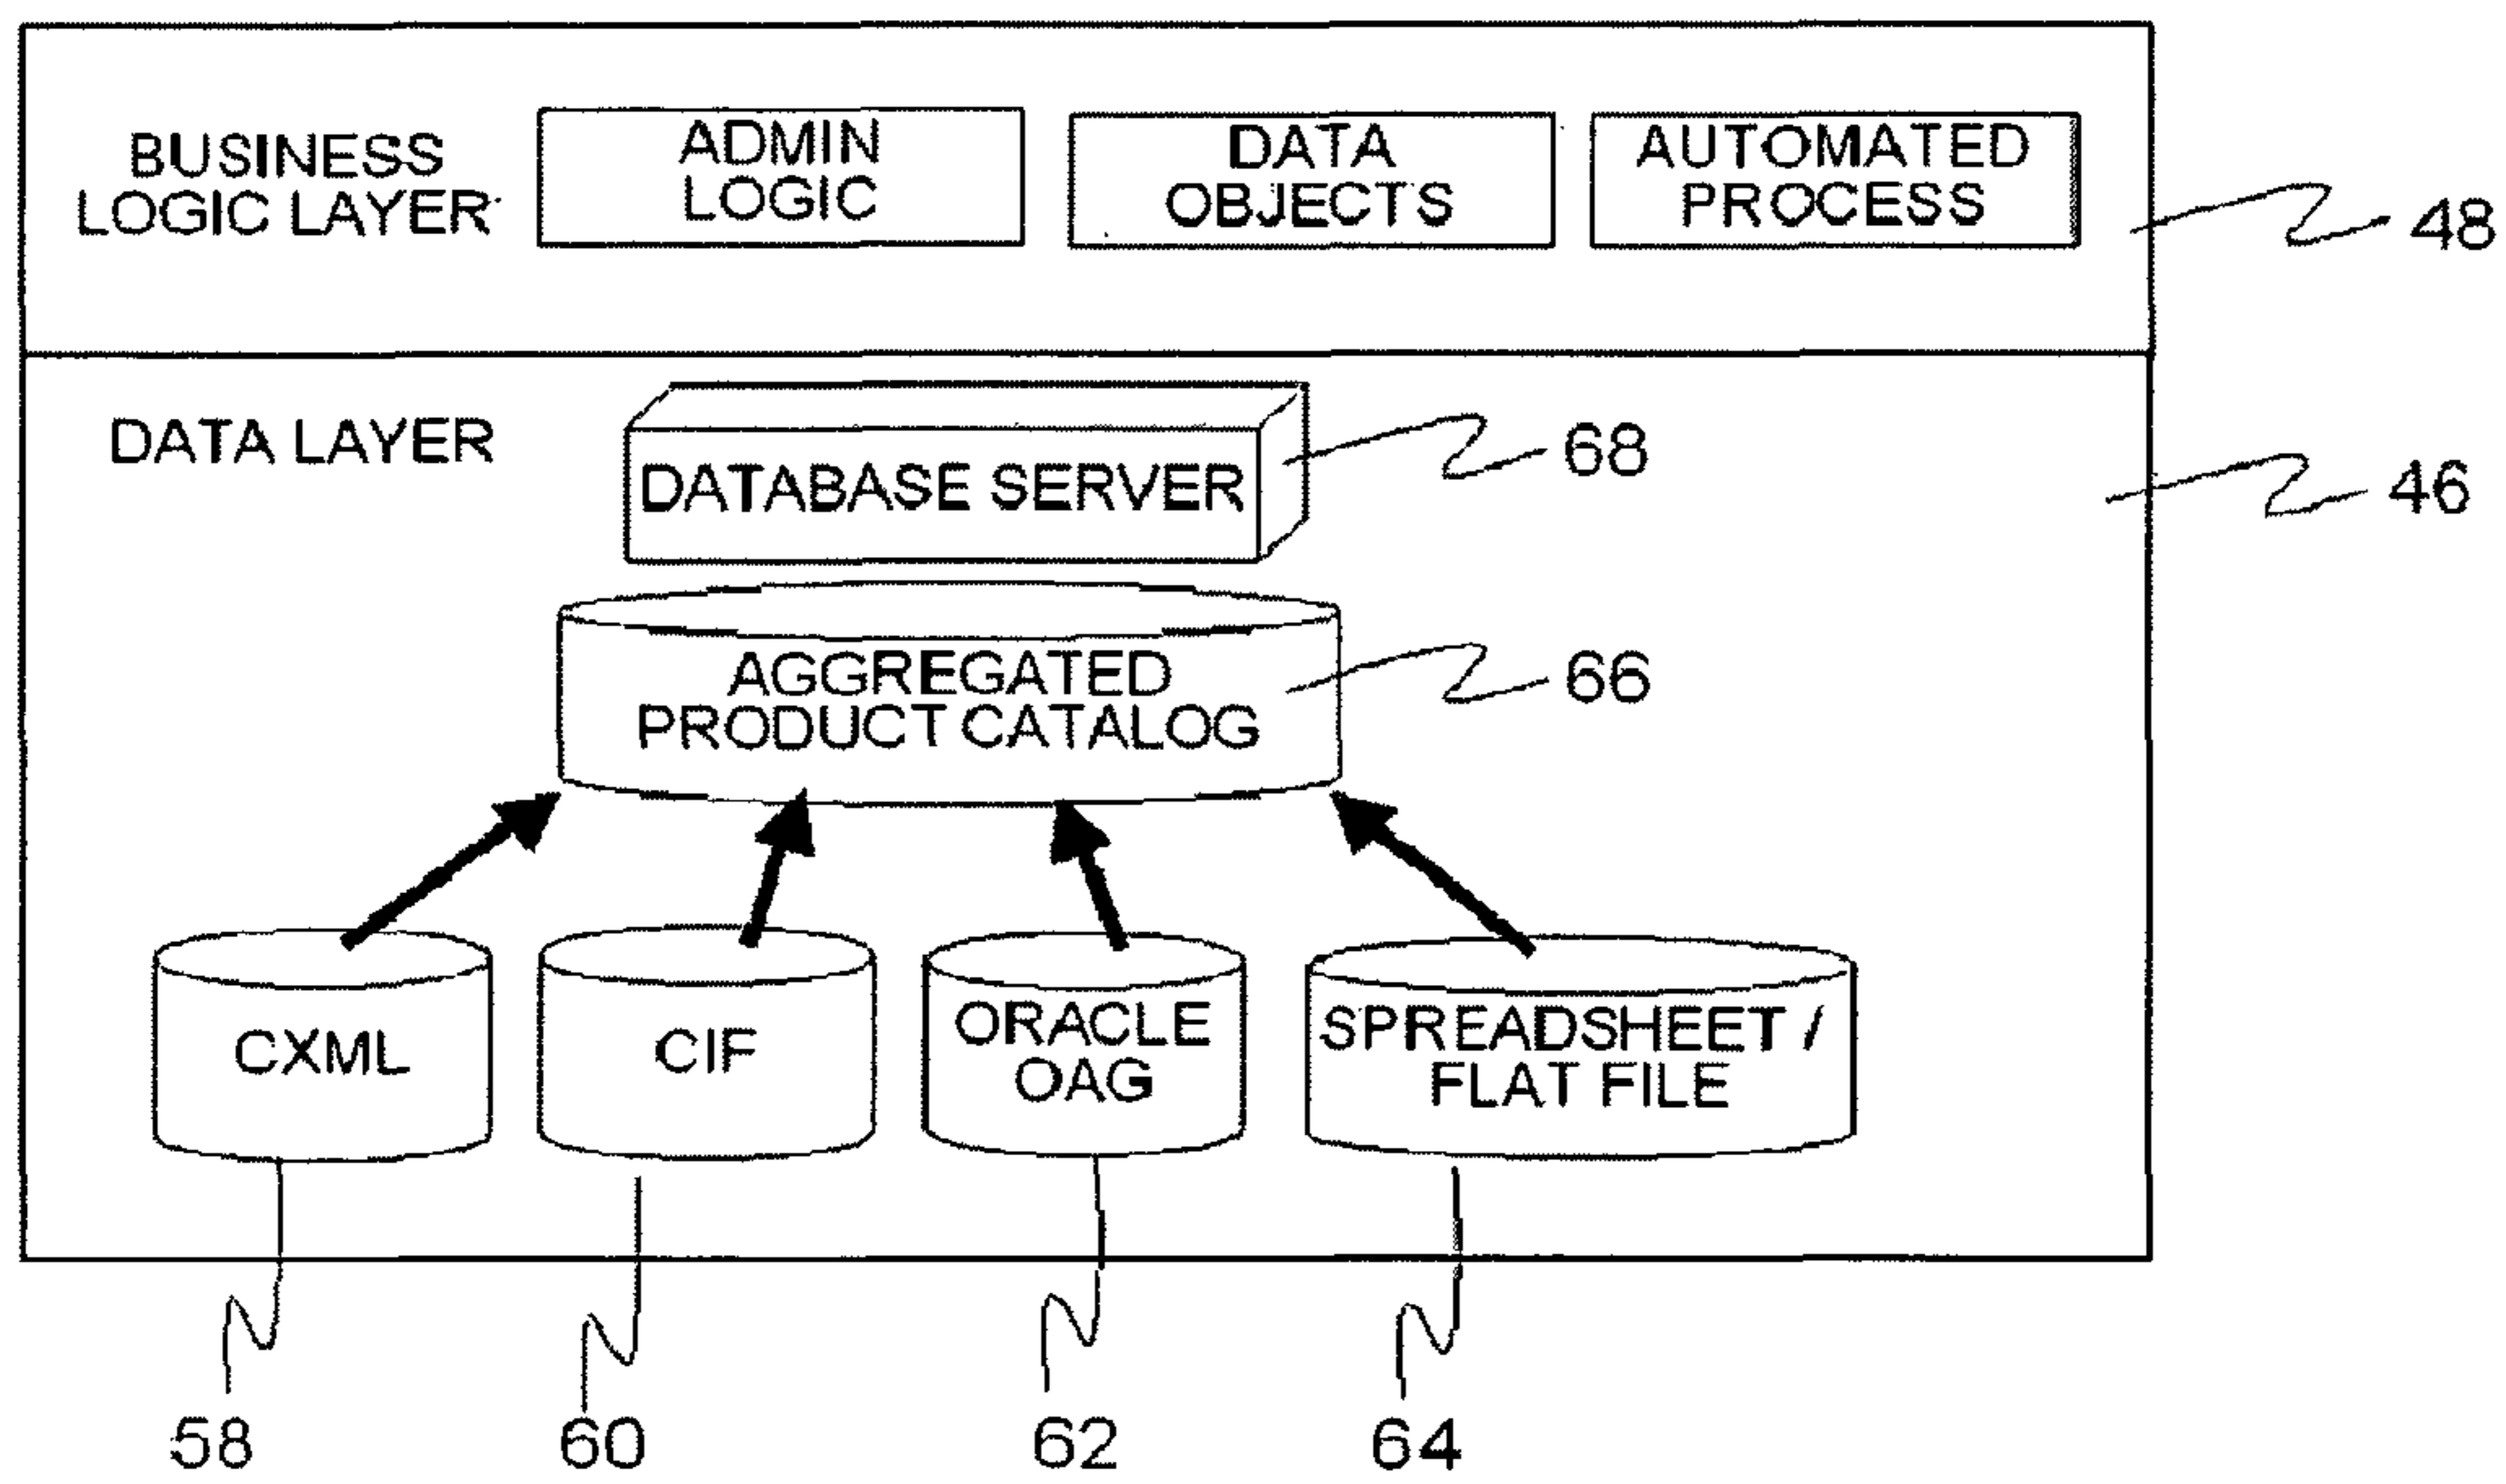 BUSINESS
LOGIC LAYER
ADMIN
LOGIC
DATA
OBJECTS
AUTOMATED
PROCESS
48
DATA LAYER
DATABASE SERVER
68
46
AGGREGATED
PRODUCT CATALOG
66
CXML
CIF
ORACLE
OAG
SPREADSHEET /
FLAT FILE
58
60
62
64